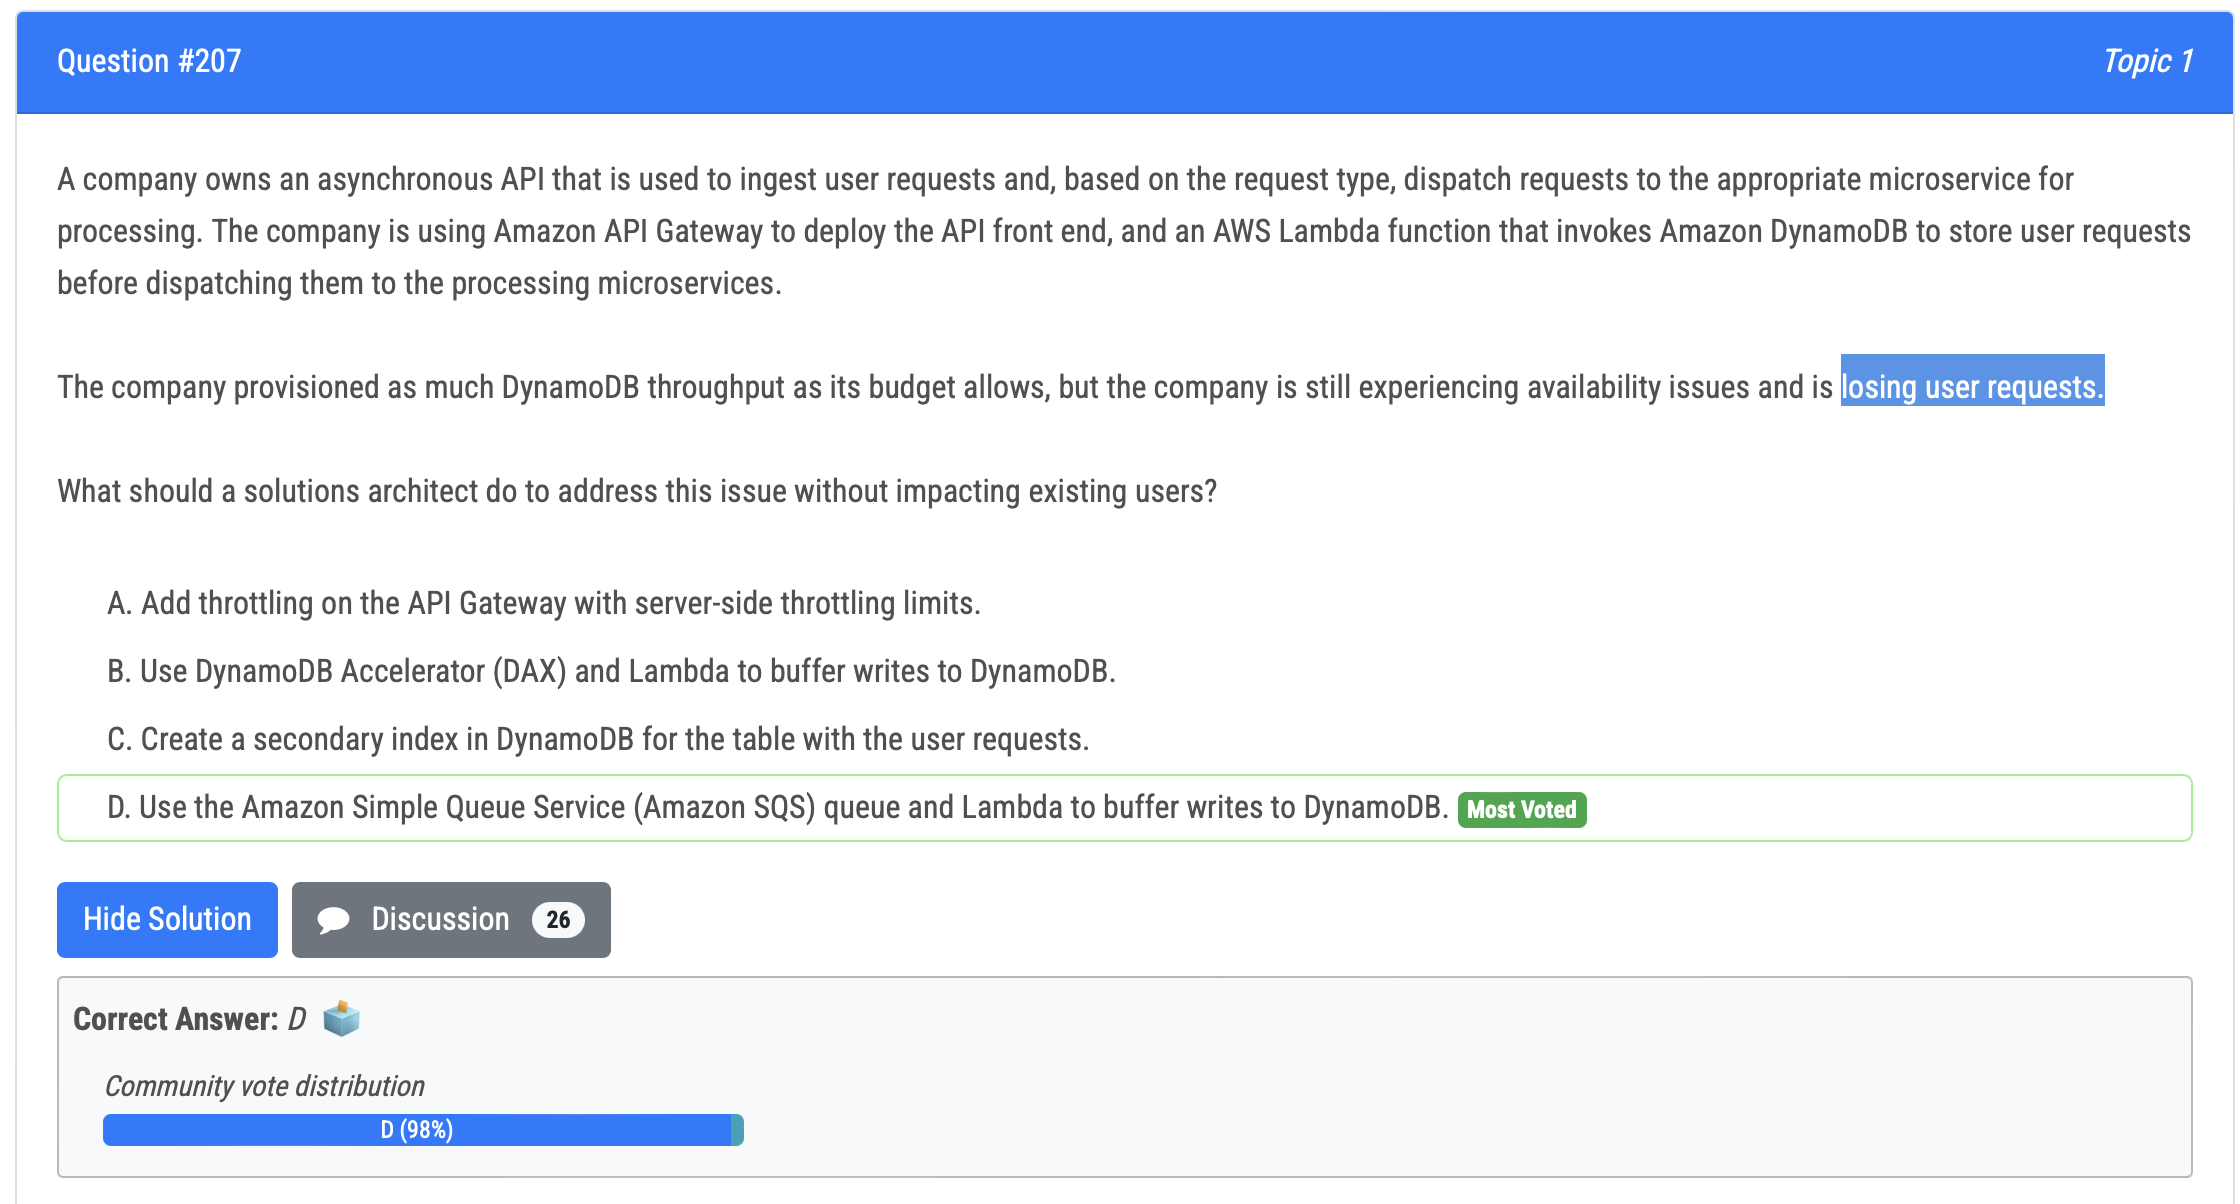 Question #207
Topic 1
A company owns an asynchronous API that is used to ingest user requests and, based on the request type, dispatch requests to the appropriate microservice for
processing. The company is using Amazon API Gateway to deploy the API front end, and an AWS Lambda function that invokes Amazon DynamoDB to store user requests
before dispatching them to the processing microservices.
The company provisioned as much DynamoDB throughput as its budget allows, but the company is still experiencing availability issues and is losing user requests.
What should a solutions architect do to address this issue without impacting existing users?
A. Add throttling on the API Gateway with server-side throttling limits.
B. Use DynamoDB Accelerator (DAX) and Lambda to buffer writes to DynamoDB.
C. Create a secondary index in DynamoDB for the table with the user requests.
D. Use the Amazon Simple Queue Service (Amazon SQS) queue and Lambda to buffer writes to DynamoDB. Most Voted
Hide Solution
Discussion 26
Correct Answer: D
Community vote distribution
D (98%)